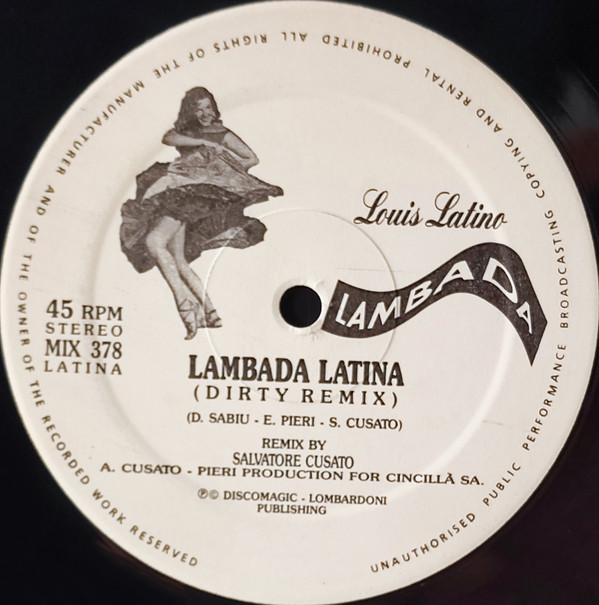 ALL RIGHTS OF THE MANUFACTURER AND OF THE OWNER OF THE RECORDED WORK RESERVED
UNAUTHORISED PUBLIC PERFORMANCE BROADCASTING COPYING AND RENTAL PROHIBITED
Louis Latino
LAMBADA
45 RPM
STEREO
MIX 378
LATINA
LAMBADA LATINA
(DIRTY REMIX)
(D. SABIU - E. PIERI - S. CUSATO)
REMIX BY
SALVATORE CUSATO
A. CUSATO - PIERI PRODUCTION FOR CINCILLÀ SA.
℗© DISCOMAGIC - LOMBARDONI
PUBLISHING